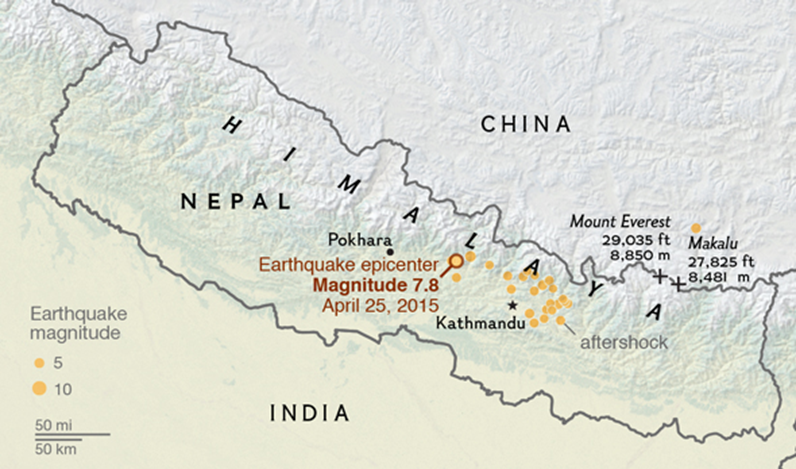 CHINA
HIMALAYA
NEPAL
Mount Everest
29,035 ft
8,850 m
Makalu
27,825 ft
8,481 m
Pokhara
Earthquake epicenter
Magnitude 7.8
April 25, 2015
Kathmandu
aftershock
Earthquake
magnitude
5
10
50 mi
50 km
INDIA